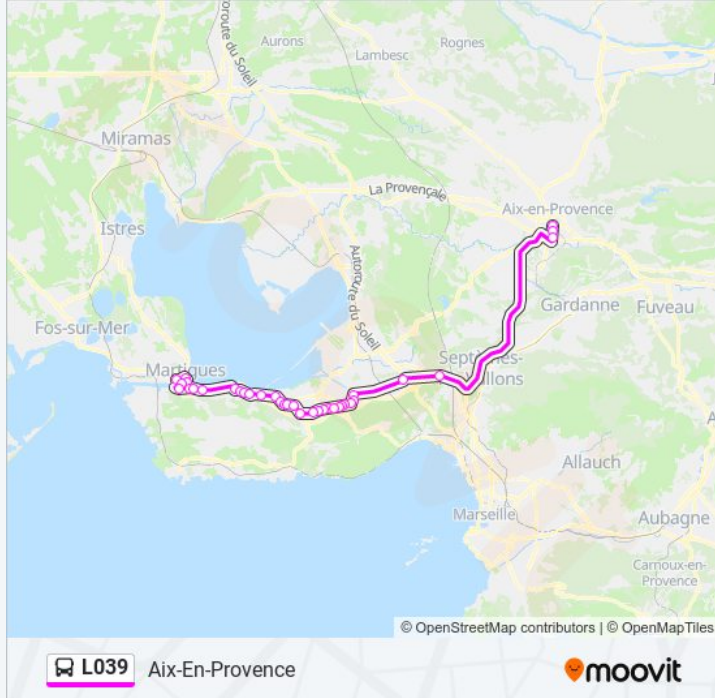 Autoroute du Soleil
Aurons
Lambesc
Rognes
Miramas
La Provençale
Aix-en-Provence
Istres
Autoroute du Soleil
Gardanne
Fuveau
Fos-sur-Mer
Martigues
Allauch
Marseille
Aubagne
Carnoux-en-
Provence
© OpenStreetMap contributors | © OpenMapTiles
L039 Aix-En-Provence
moovit